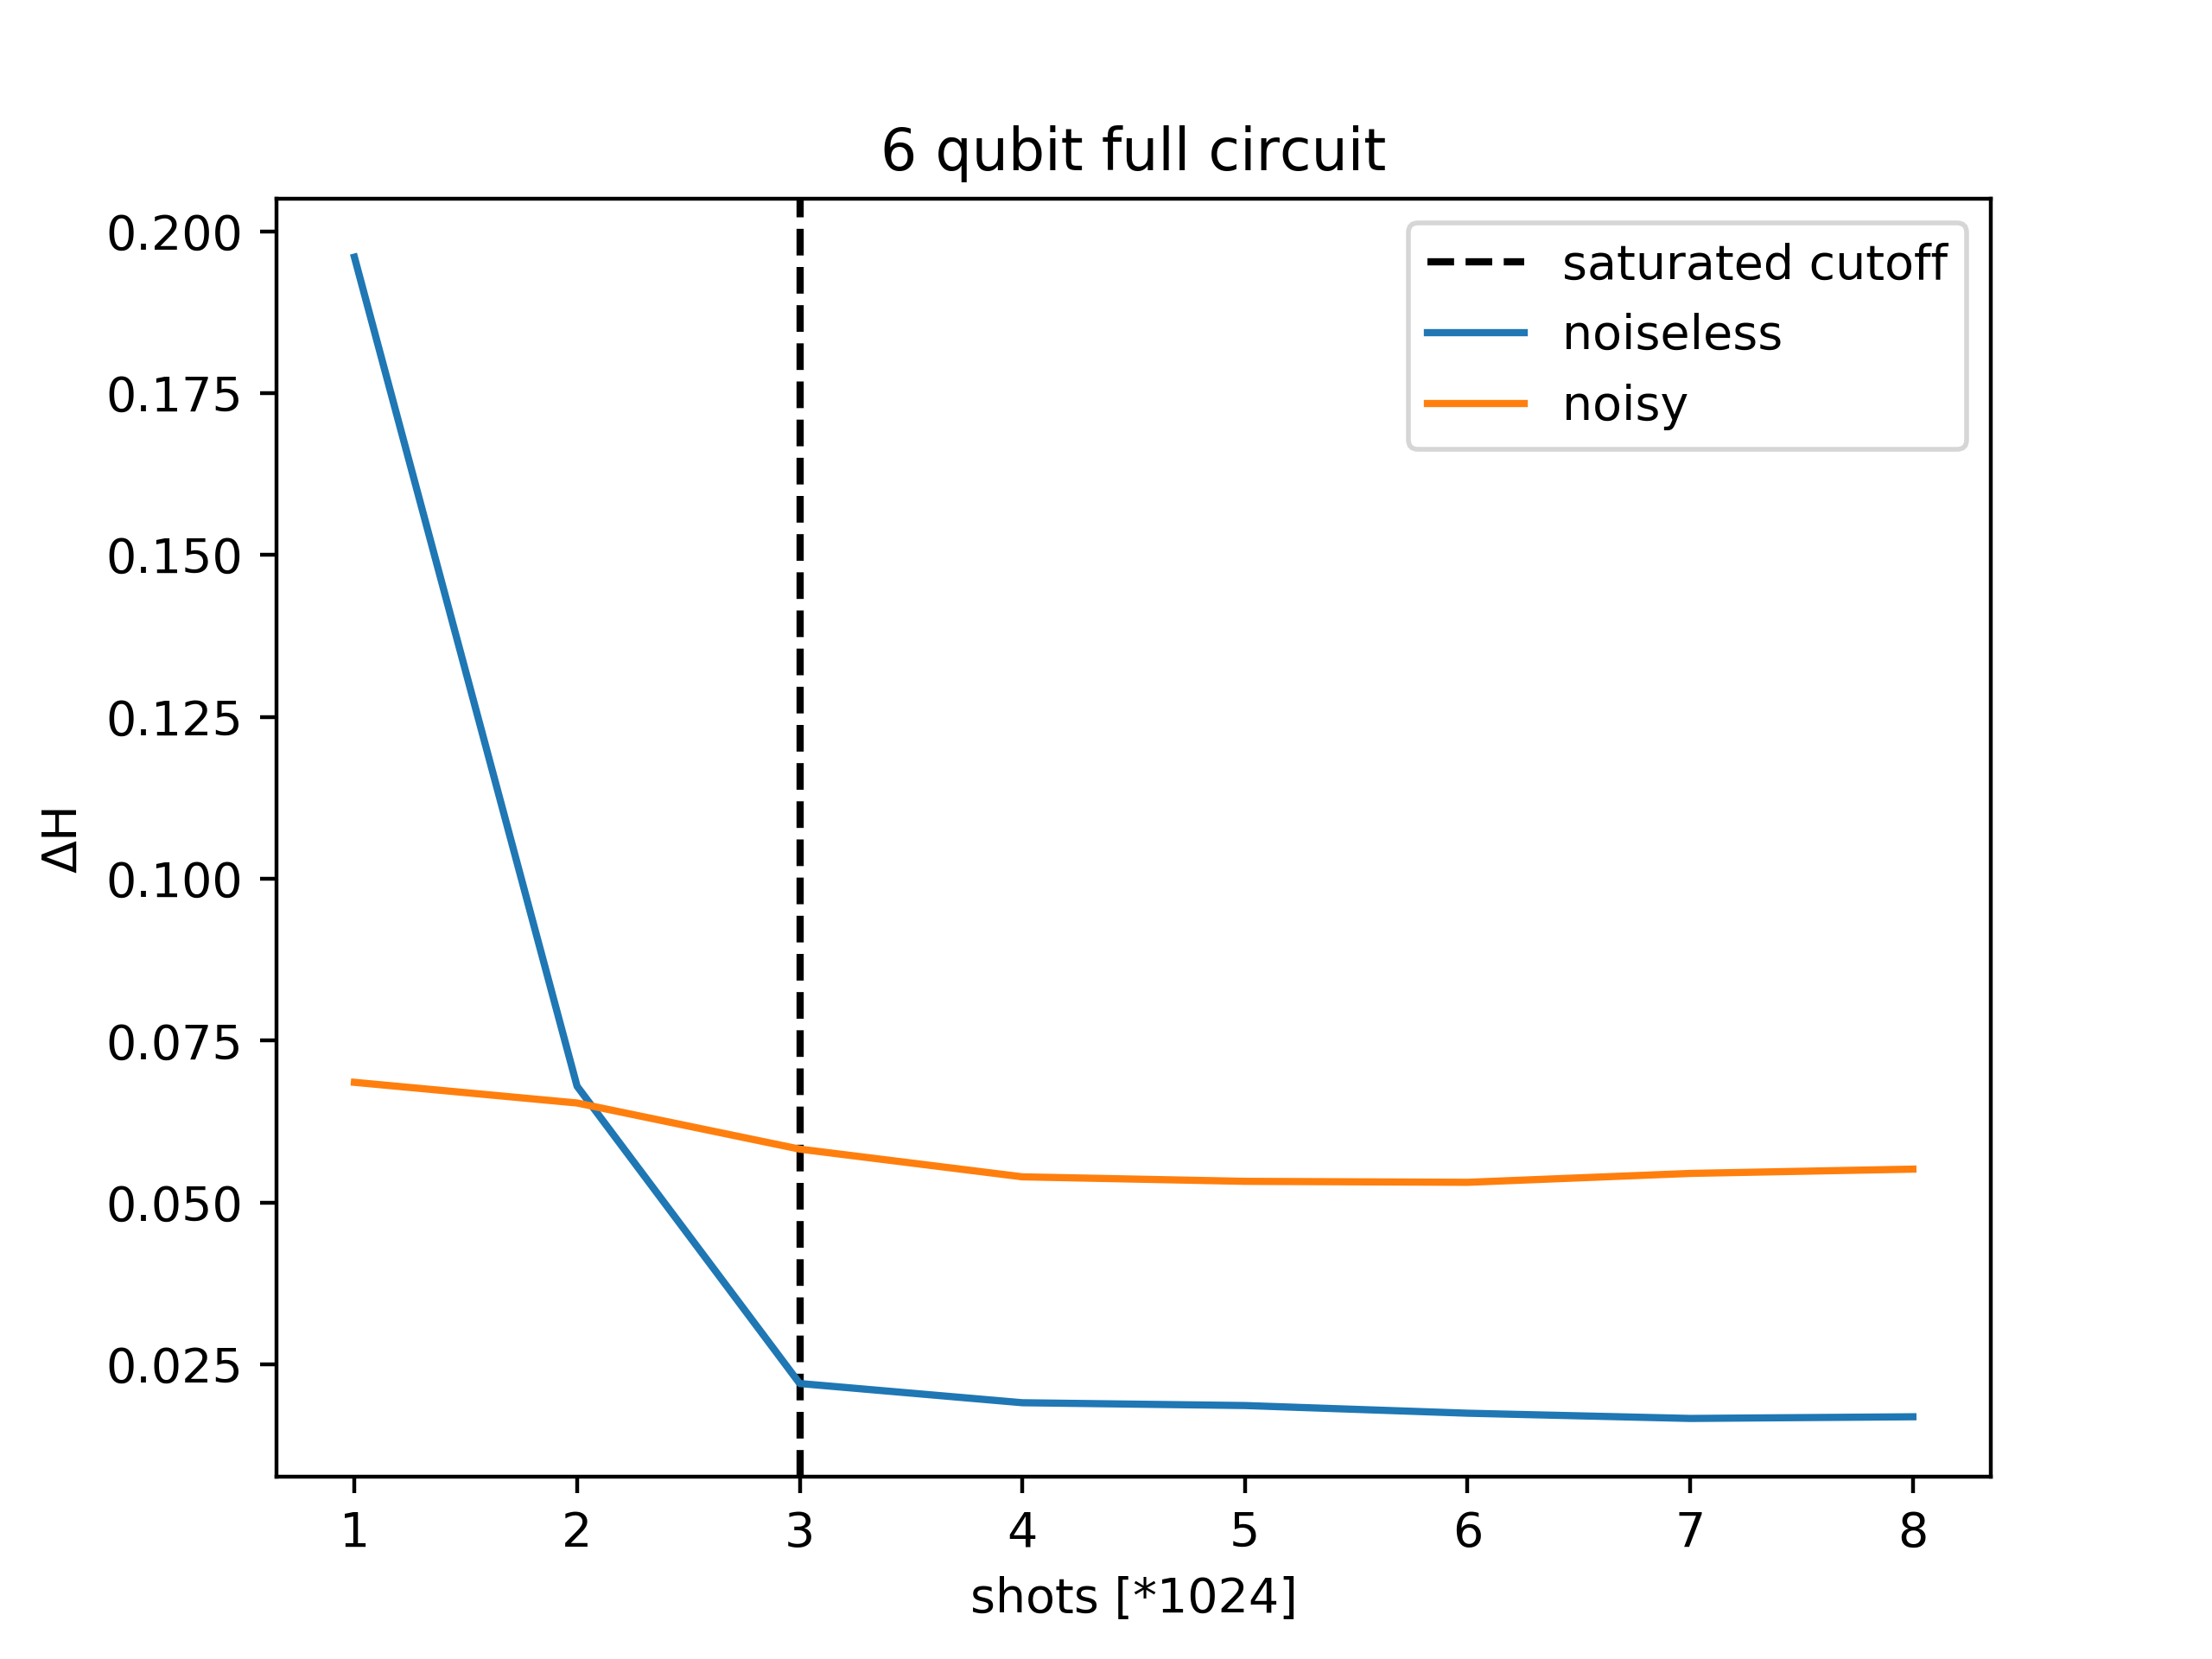 6 qubit full circuit
saturated cutoff
noiseless
noisy
ΔH
0.200
0.175
0.150
0.125
0.100
0.075
0.050
0.025
1 2 3 4 5 6 7 8
shots [*1024]